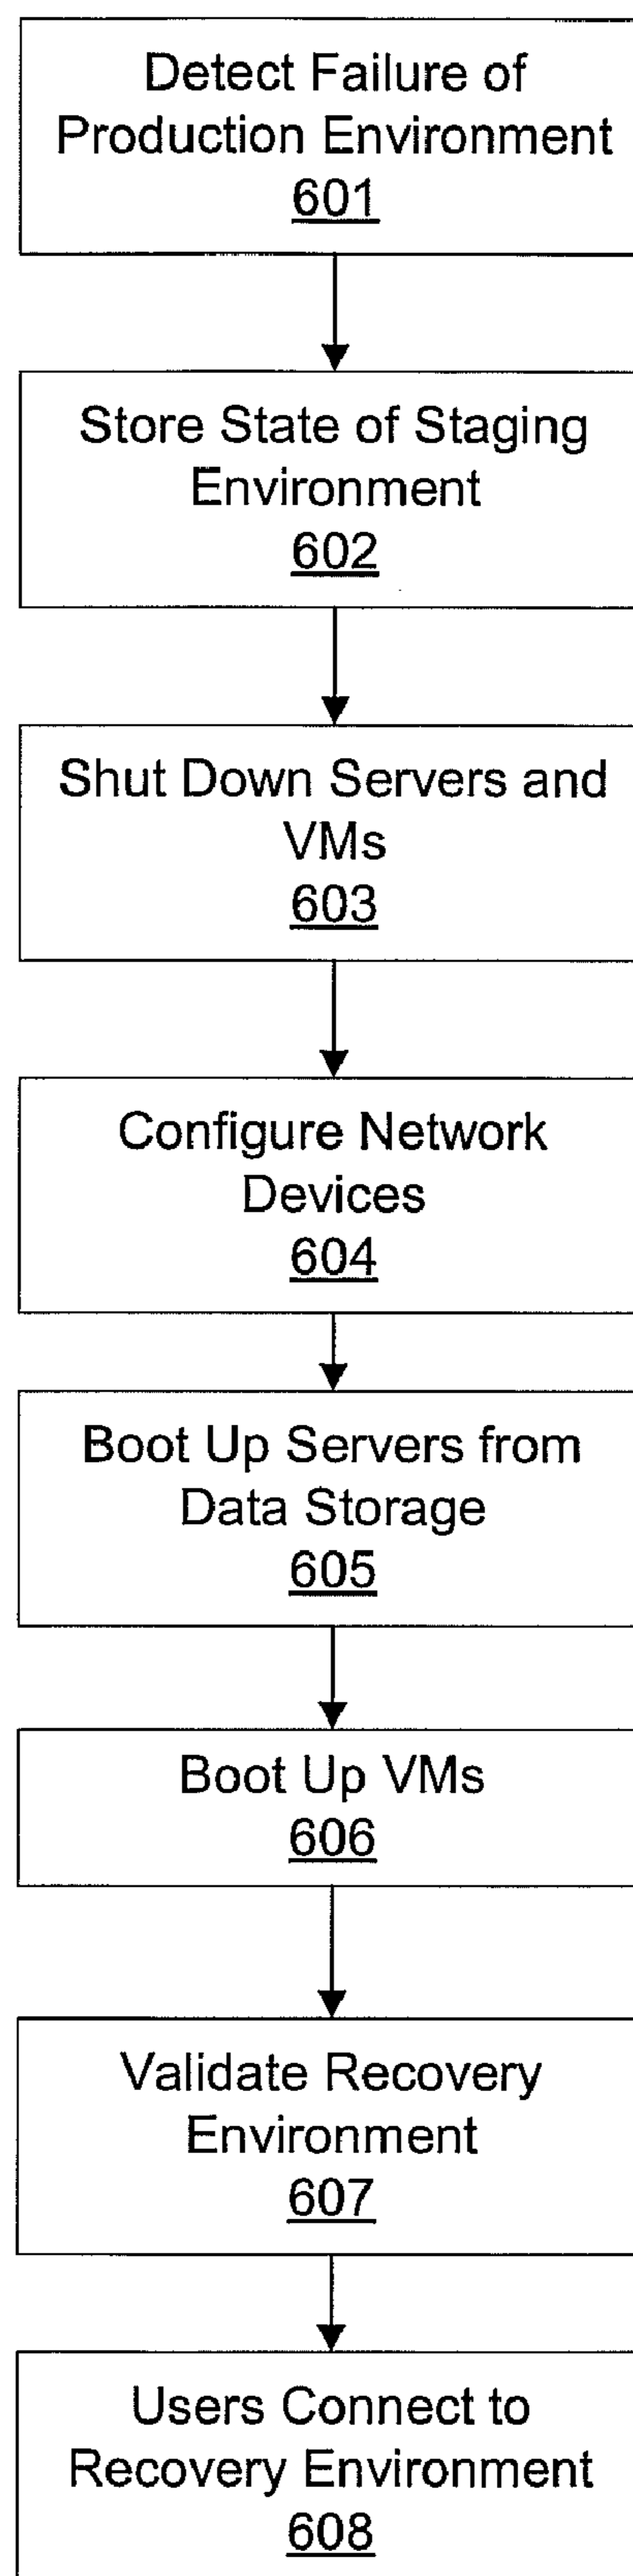 Detect Failure of
Production Environment
601
Store State of Staging
Environment
602
Shut Down Servers and
VMs
603
Configure Network
Devices
604
Boot Up Servers from
Data Storage
605
Boot Up VMs
606
Validate Recovery
Environment
607
Users Connect to
Recovery Environment
608